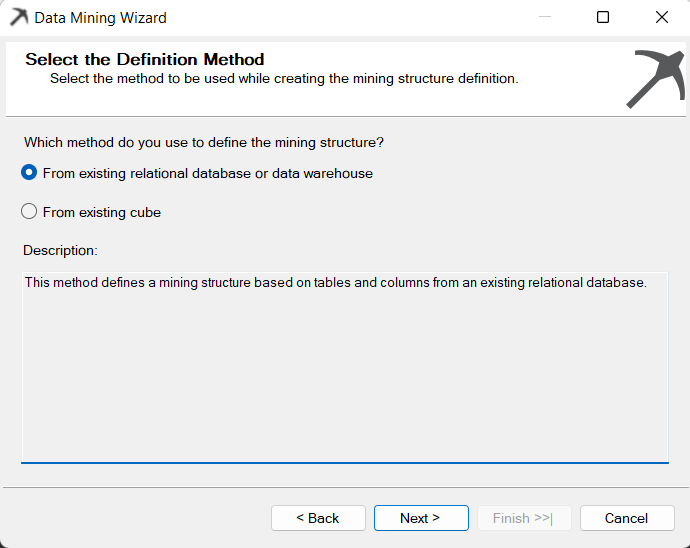 Data Mining Wizard
Select the Definition Method
Select the method to be used while creating the mining structure definition.
Which method do you use to define the mining structure?
From existing relational database or data warehouse
From existing cube
Description:
This method defines a mining structure based on tables and columns from an existing relational database.
< Back
Next >
Finish >>|
Cancel